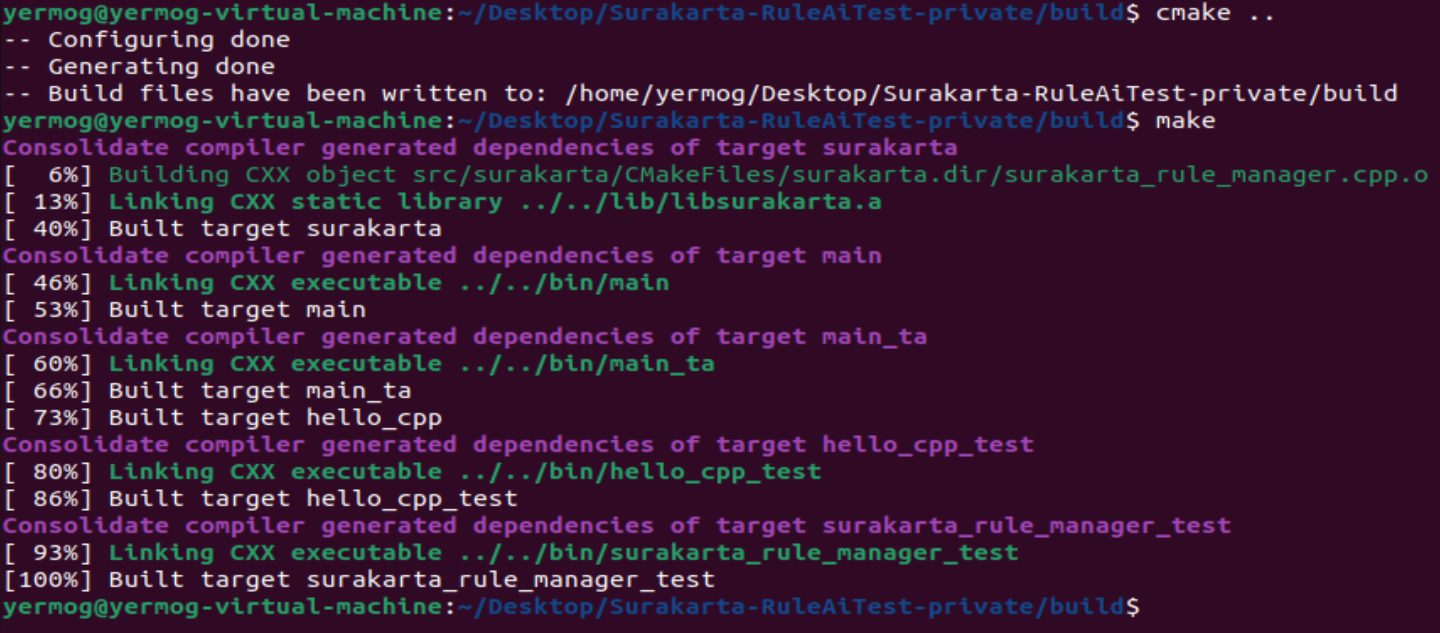 yermog@yermog-virtual-machine:~/Desktop/Surakarta-RuleAiTest-private/build$ cmake ..
-- Configuring done
-- Generating done
-- Build files have been written to: /home/yermog/Desktop/Surakarta-RuleAiTest-private/build
yermog@yermog-virtual-machine:~/Desktop/Surakarta-RuleAiTest-private/build$ make
Consolidate compiler generated dependencies of target surakarta
[  6%] Building CXX object src/surakarta/CMakeFiles/surakarta.dir/surakarta_rule_manager.cpp.o
[ 13%] Linking CXX static library ../../lib/libsurakarta.a
[ 40%] Built target surakarta
Consolidate compiler generated dependencies of target main
[ 46%] Linking CXX executable ../../bin/main
[ 53%] Built target main
Consolidate compiler generated dependencies of target main_ta
[ 60%] Linking CXX executable ../../bin/main_ta
[ 66%] Built target main_ta
[ 73%] Built target hello_cpp
Consolidate compiler generated dependencies of target hello_cpp_test
[ 80%] Linking CXX executable ../../bin/hello_cpp_test
[ 86%] Built target hello_cpp_test
Consolidate compiler generated dependencies of target surakarta_rule_manager_test
[ 93%] Linking CXX executable ../../bin/surakarta_rule_manager_test
[100%] Built target surakarta_rule_manager_test
yermog@yermog-virtual-machine:~/Desktop/Surakarta-RuleAiTest-private/build$